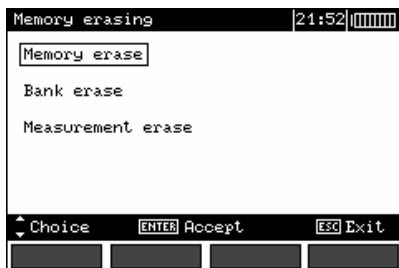 Memory erasing 21:52
Memory erase
Bank erase
Measurement erase
Choice ENTER Accept ESC Exit